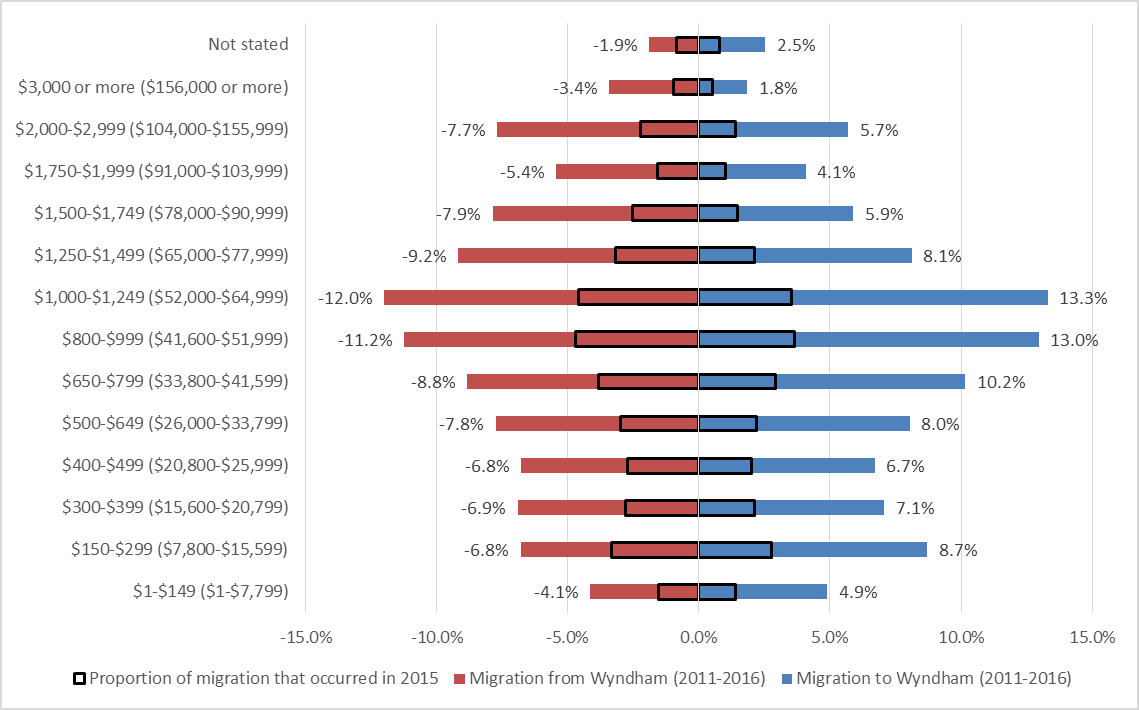 Not stated -1.9% 2.5%
$3,000 or more ($156,000 or more) -3.4% 1.8%
$2,000-$2,999 ($104,000-$155,999) -7.7% 5.7%
$1,750-$1,999 ($91,000-$103,999) -5.4% 4.1%
$1,500-$1,749 ($78,000-$90,999) -7.9% 5.9%
$1,250-$1,499 ($65,000-$77,999) -9.2% 8.1%
$1,000-$1,249 ($52,000-$64,999) -12.0% 13.3%
$800-$999 ($41,600-$51,999) -11.2% 13.0%
$650-$799 ($33,800-$41,599) -8.8% 10.2%
$500-$649 ($26,000-$33,799) -7.8% 8.0%
$400-$499 ($20,800-$25,999) -6.8% 6.7%
$300-$399 ($15,600-$20,799) -6.9% 7.1%
$150-$299 ($7,800-$15,599) -6.8% 8.7%
$1-$149 ($1-$7,799) -4.1% 4.9%
-15.0% -10.0% -5.0% 0.0% 5.0% 10.0% 15.0%
Proportion of migration that occurred in 2015 Migration from Wyndham (2011-2016) Migration to Wyndham (2011-2016)